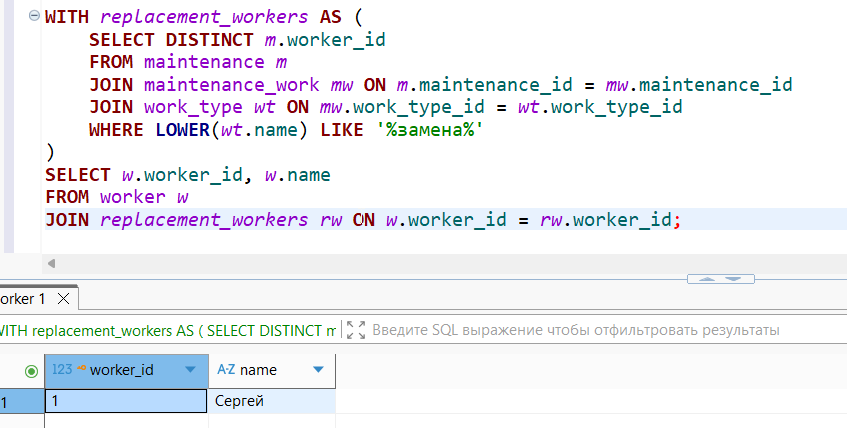 WITH replacement_workers AS (
SELECT DISTINCT m.worker_id
FROM maintenance m
JOIN maintenance_work mw ON m.maintenance_id = mw.maintenance_id
JOIN work_type wt ON mw.work_type_id = wt.work_type_id
WHERE LOWER(wt.name) LIKE '%замена%'
)
SELECT w.worker_id, w.name
FROM worker w
JOIN replacement_workers rw ON w.worker_id = rw.worker_id;
orker 1
WITH replacement_workers AS ( SELECT DISTINCT m Введите SQL выражение чтобы отфильтровать результаты
123 worker_id A-Z name
1 1 Сергей